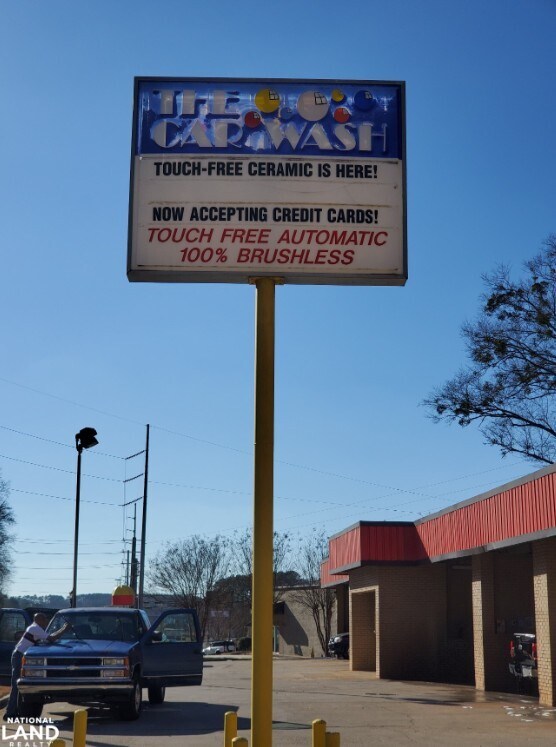 THE
CAR WASH
TOUCH-FREE CERAMIC IS HERE!
NOW ACCEPTING CREDIT CARDS!
TOUCH FREE AUTOMATIC
100% BRUSHLESS
NATIONAL
LAND
REALTY